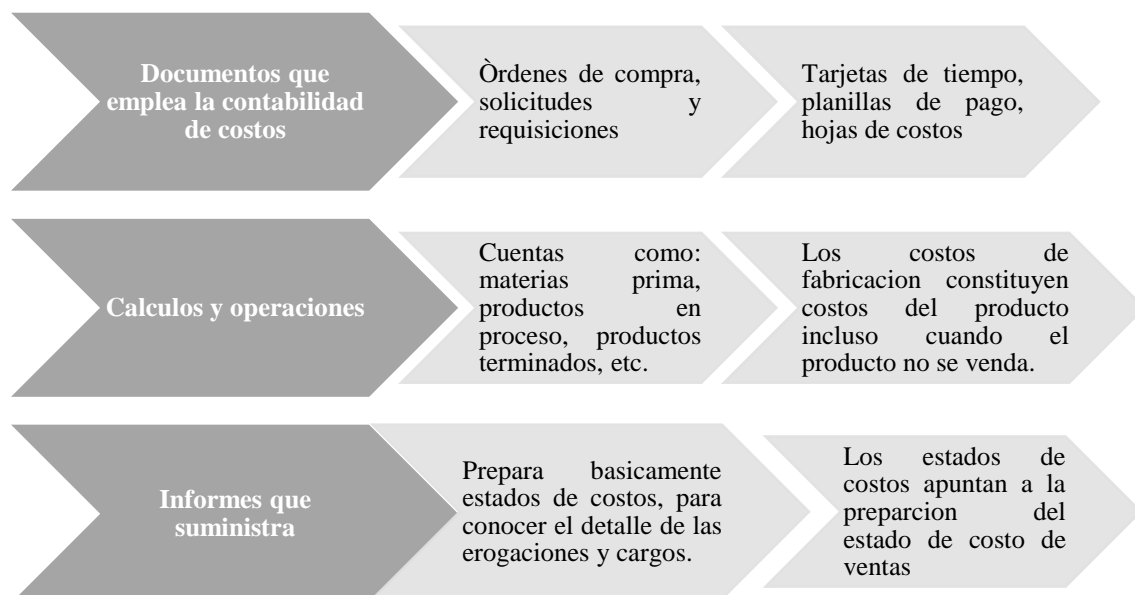 Documentos que
emplea la contabilidad
de costos
Òrdenes de compra,
solicitudes y
requisiciones
Tarjetas de tiempo,
planillas de pago,
hojas de costos
Calculos y operaciones
Cuentas como:
materias prima,
productos en
proceso, productos
terminados, etc.
Los costos de
fabricacion constituyen
costos del producto
incluso cuando el
producto no se venda.
Informes que
suministra
Prepara basicamente
estados de costos, para
conocer el detalle de las
erogaciones y cargos.
Los estados de
costos apuntan a la
preparcion del
estado de costo de
ventas